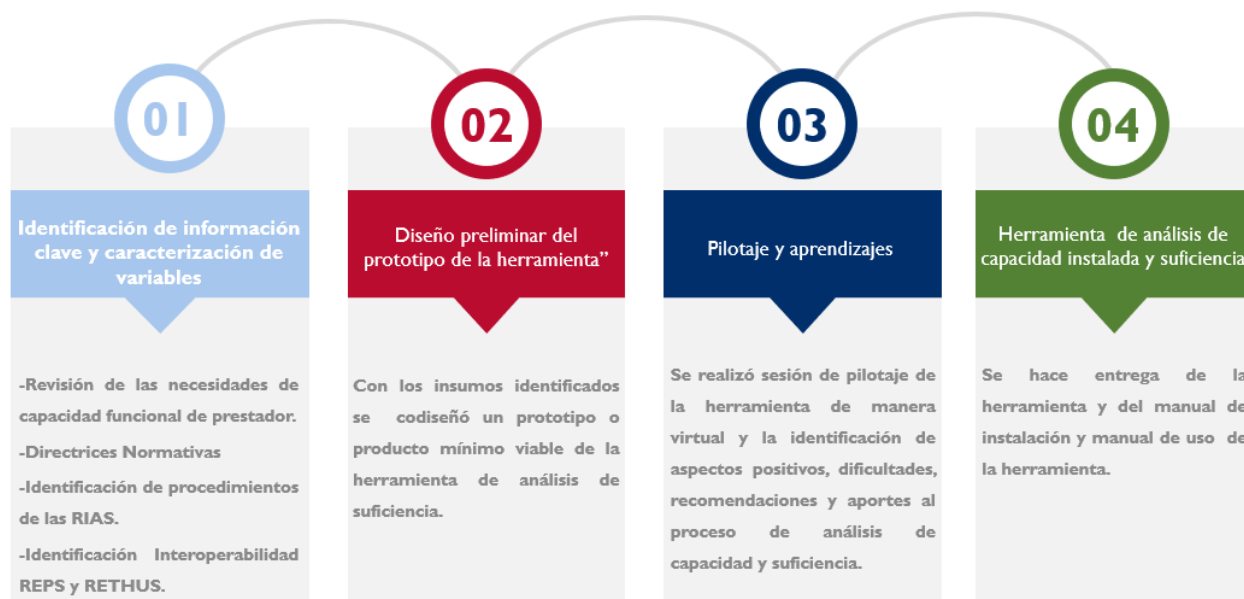 01
Identificación de información
clave y caracterización de
variables
-Revisión de las necesidades de
capacidad funcional de prestador.
-Directrices Normativas
-Identificación de procedimientos
de las RIAS.
-Identificación Interoperabilidad
REPS y RETHUS.
02
Diseño preliminar del
prototipo de la herramienta”
Con los insumos identificados
se codiseñó un prototipo o
producto mínimo viable de la
herramienta de análisis de
suficiencia.
03
Pilotaje y aprendizajes
Se realizó sesión de pilotaje de
la herramienta de manera
virtual y la identificación de
aspectos positivos, dificultades,
recomendaciones y aportes al
proceso de análisis de
capacidad y suficiencia.
04
Herramienta de análisis de
capacidad instalada y suficiencia
Se hace entrega de la
herramienta y del manual de
instalación y manual de uso de
la herramienta.